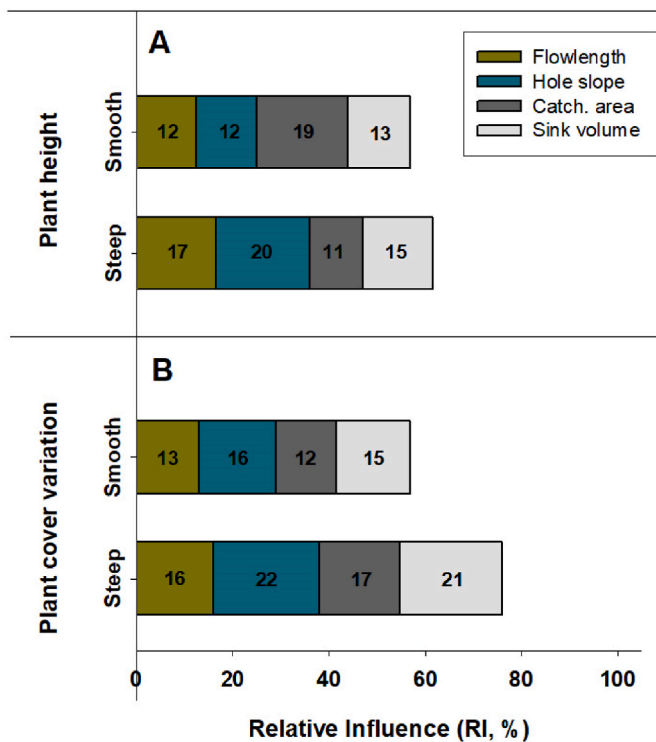 A
Flowlength
Hole slope
Catch. area
Sink volume
Plant height
Smooth
12 12 19 13
Steep
17 20 11 15
B
Plant cover variation
Smooth
13 16 12 15
Steep
16 22 17 21
0 20 40 60 80 100
Relative Influence (RI, %)